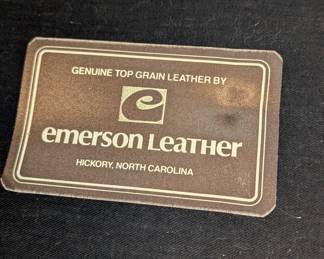 GENUINE TOP GRAIN LEATHER BY
e
emerson Leather
HICKORY, NORTH CAROLINA